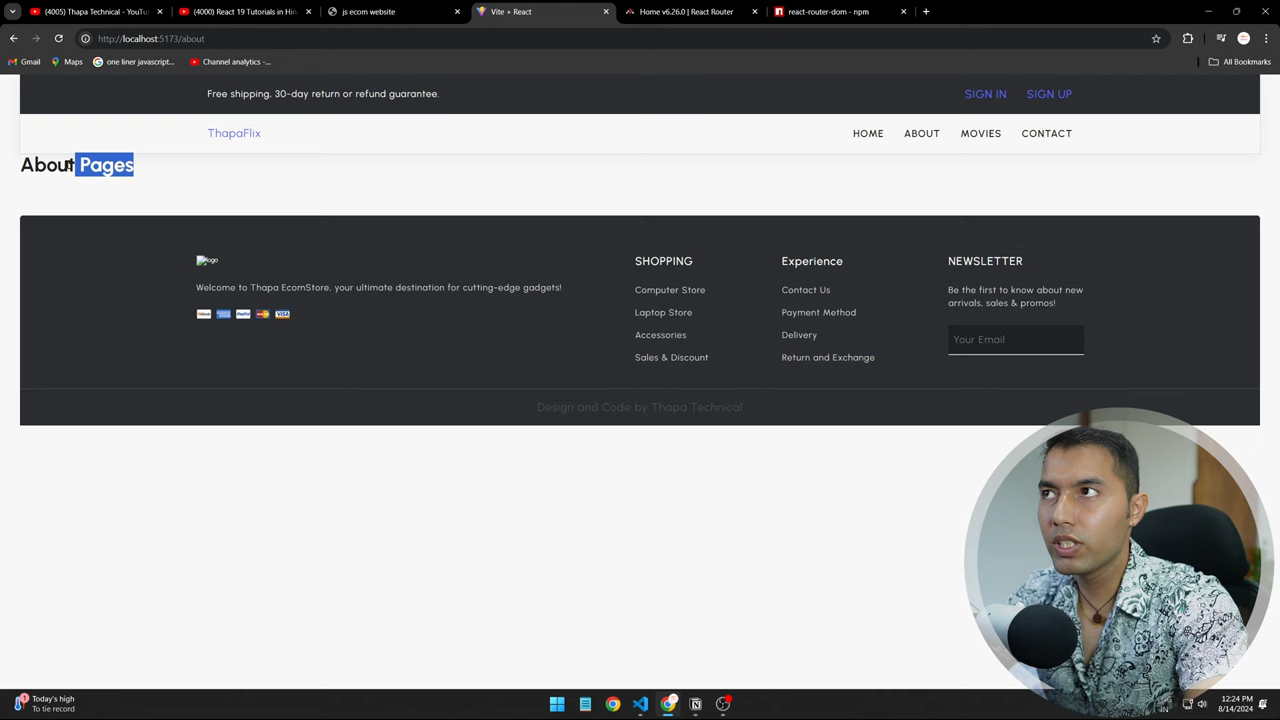 (4005) Thapa Technical - YouTu
(4000) React 19 Tutorials in Hin
js ecom website
Vite + React
Home v6.26.0 | React Router
react-router-dom - npm
http://localhost:5173/about
Gmail
Maps
one liner javascript...
Channel analytics -...
All Bookmarks
Free shipping, 30-day return or refund guarantee.
SIGN IN
SIGN UP
ThapaFlix
HOME
ABOUT
MOVIES
CONTACT
About Pages
logo
Welcome to Thapa EcomStore, your ultimate destination for cutting-edge gadgets!
SHOPPING
Computer Store
Laptop Store
Accessories
Sales & Discount
Experience
Contact Us
Payment Method
Delivery
Return and Exchange
NEWSLETTER
Be the first to know about new
arrivals, sales & promos!
Your Email
Design and Code by Thapa Technical
Today's high
To tie record
IN
12:24 PM
8/14/2024